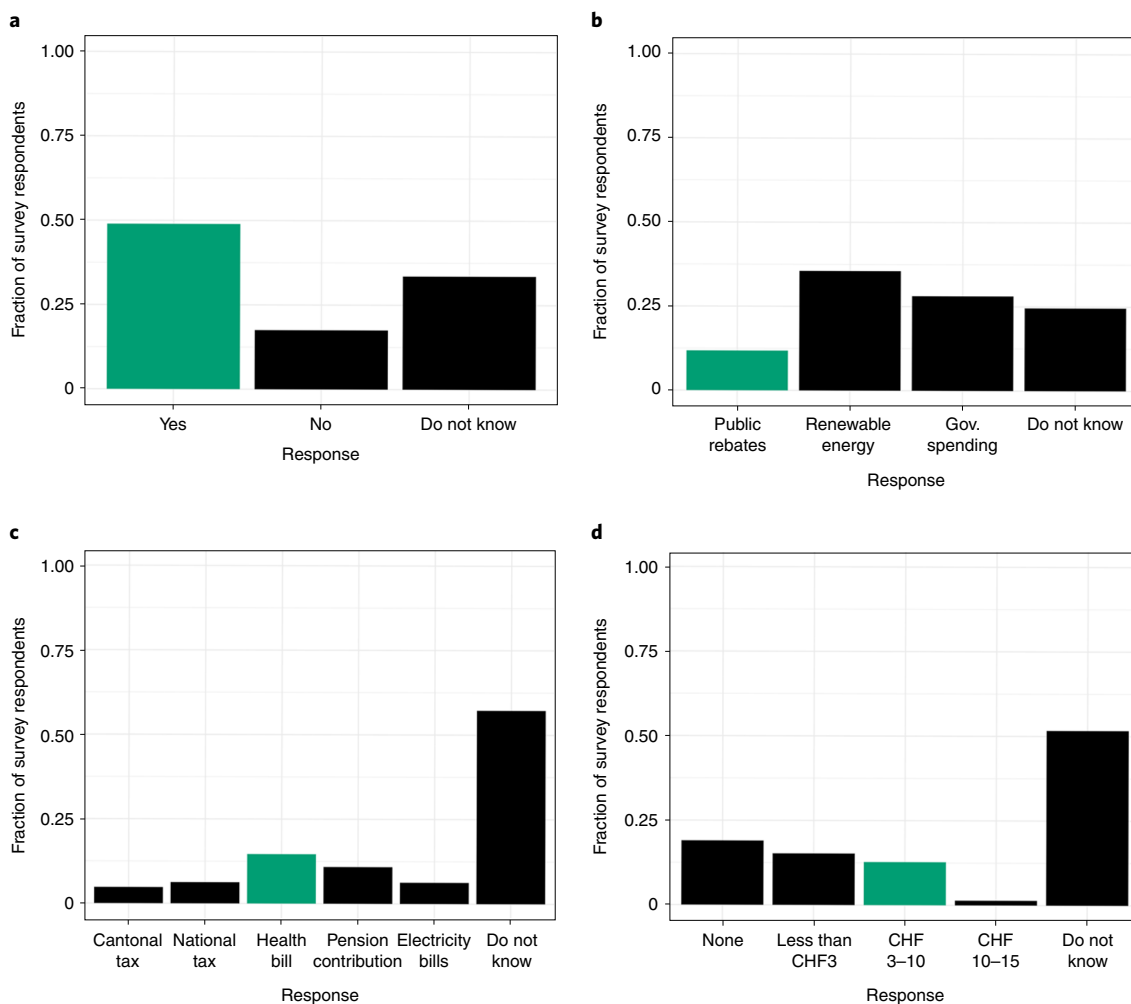 a
1.00
0.75
0.50
0.25
0
Fraction of survey respondents
Yes No Do not know
Response
b
1.00
0.75
0.50
0.25
0
Fraction of survey respondents
Public Renewable Gov. Do not know
rebates energy spending
Response
c
1.00
0.75
0.50
0.25
0
Fraction of survey respondents
Cantonal National Health Pension Electricity Do not
tax tax bill contribution bills know
Response
d
1.00
0.75
0.50
0.25
0
Fraction of survey respondents
None Less than CHF CHF Do not
CHF3 3–10 10–15 know
Response